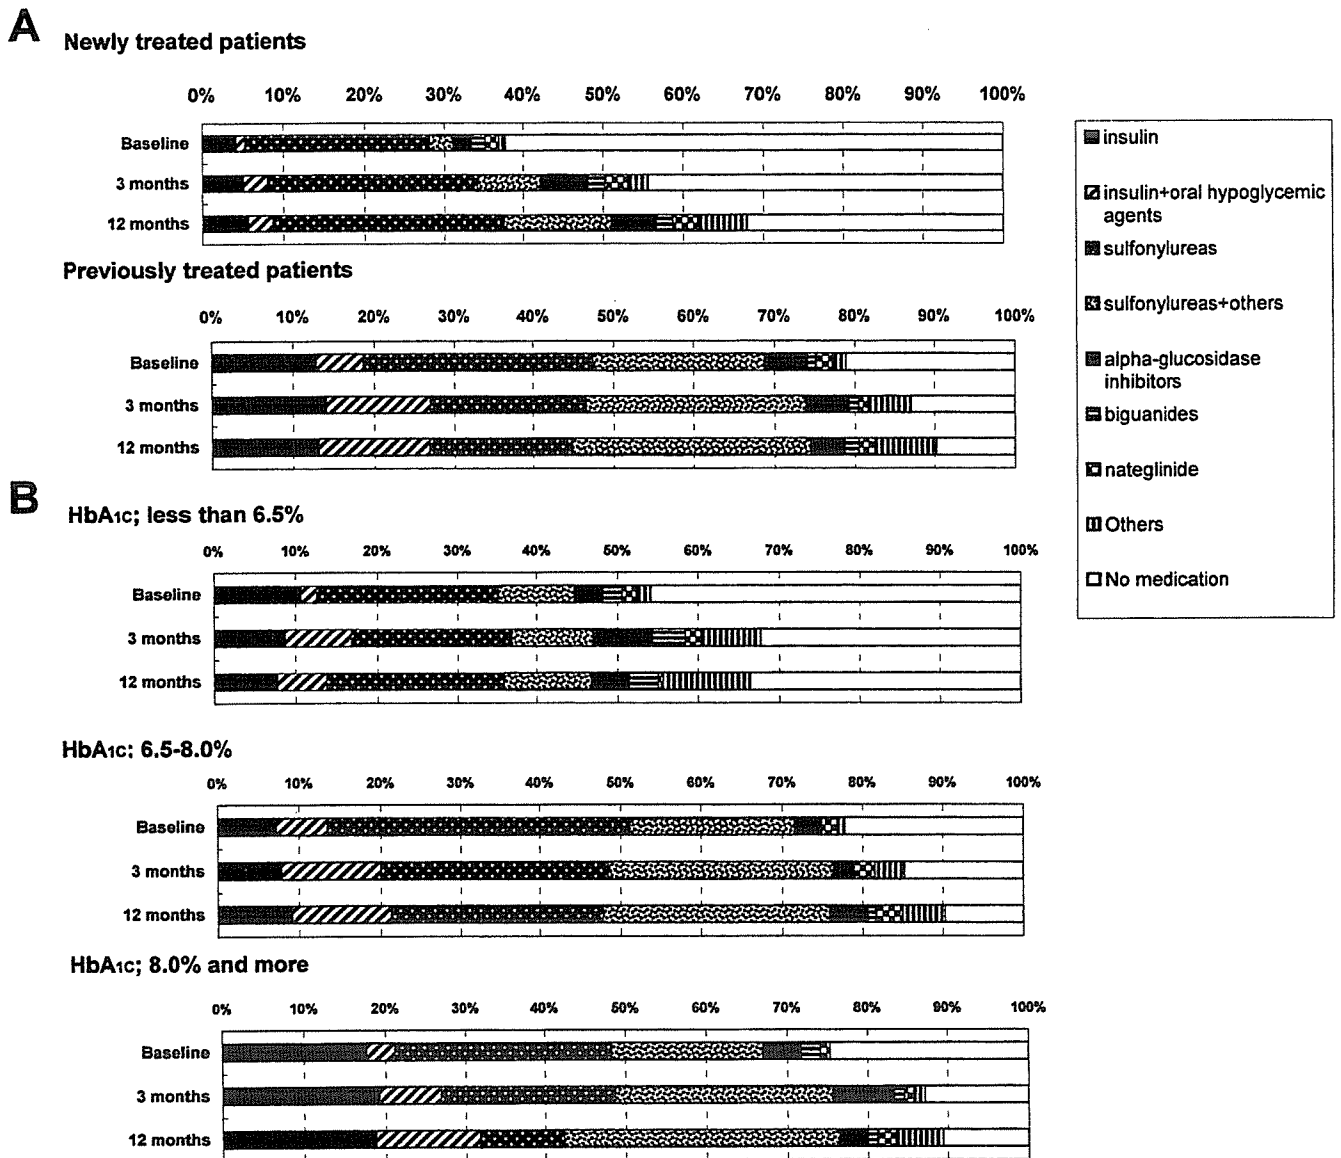 A
Newly treated patients
0% 10% 20% 30% 40% 50% 60% 70% 80% 90% 100%
Baseline
3 months
12 months
Previously treated patients
0% 10% 20% 30% 40% 50% 60% 70% 80% 90% 100%
Baseline
3 months
12 months
B
HbA1C; less than 6.5%
0% 10% 20% 30% 40% 50% 60% 70% 80% 90% 100%
Baseline
3 months
12 months
HbA1C; 6.5-8.0%
0% 10% 20% 30% 40% 50% 60% 70% 80% 90% 100%
Baseline
3 months
12 months
HbA1C; 8.0% and more
0% 10% 20% 30% 40% 50% 60% 70% 80% 90% 100%
Baseline
3 months
12 months
insulin
insulin+oral hypoglycemic
agents
sulfonylureas
sulfonylureas+others
alpha-glucosidase
inhibitors
biguanides
nateglinide
Others
No medication